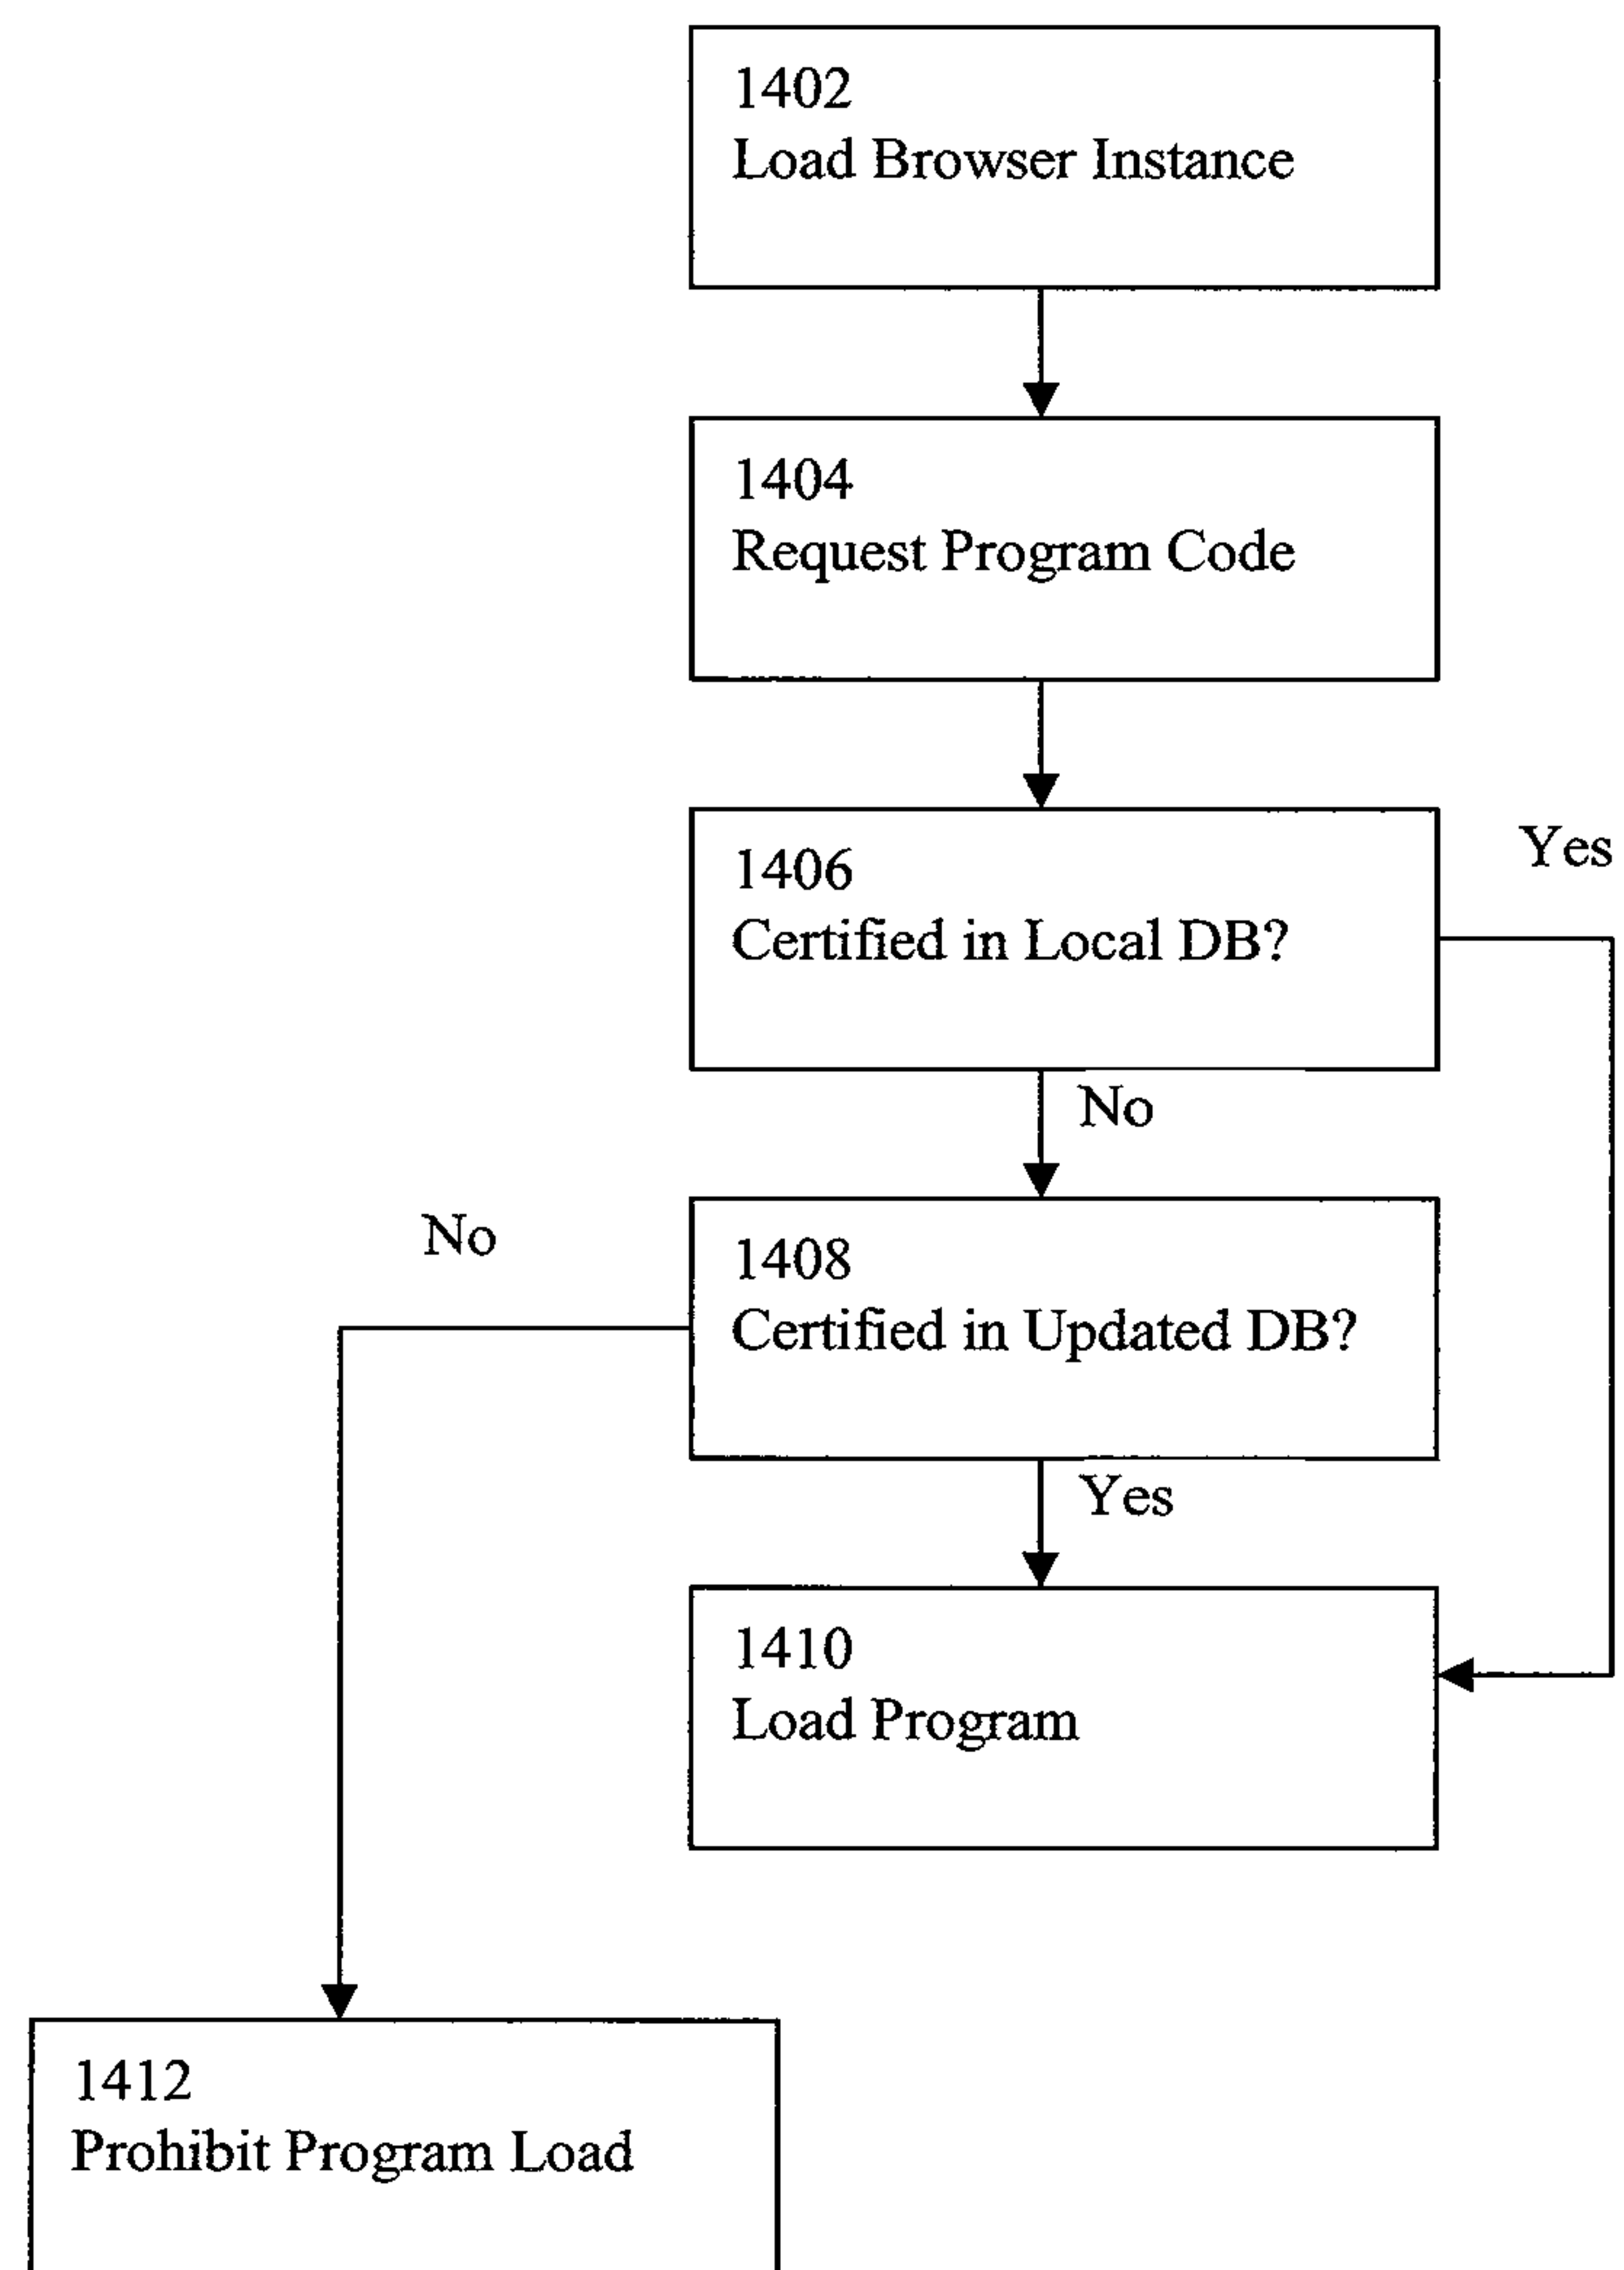 1402
Load Browser Instance
1404
Request Program Code
1406
Certified in Local DB?
Yes
No
1408
Certified in Updated DB?
No
Yes
1410
Load Program
1412
Prohibit Program Load